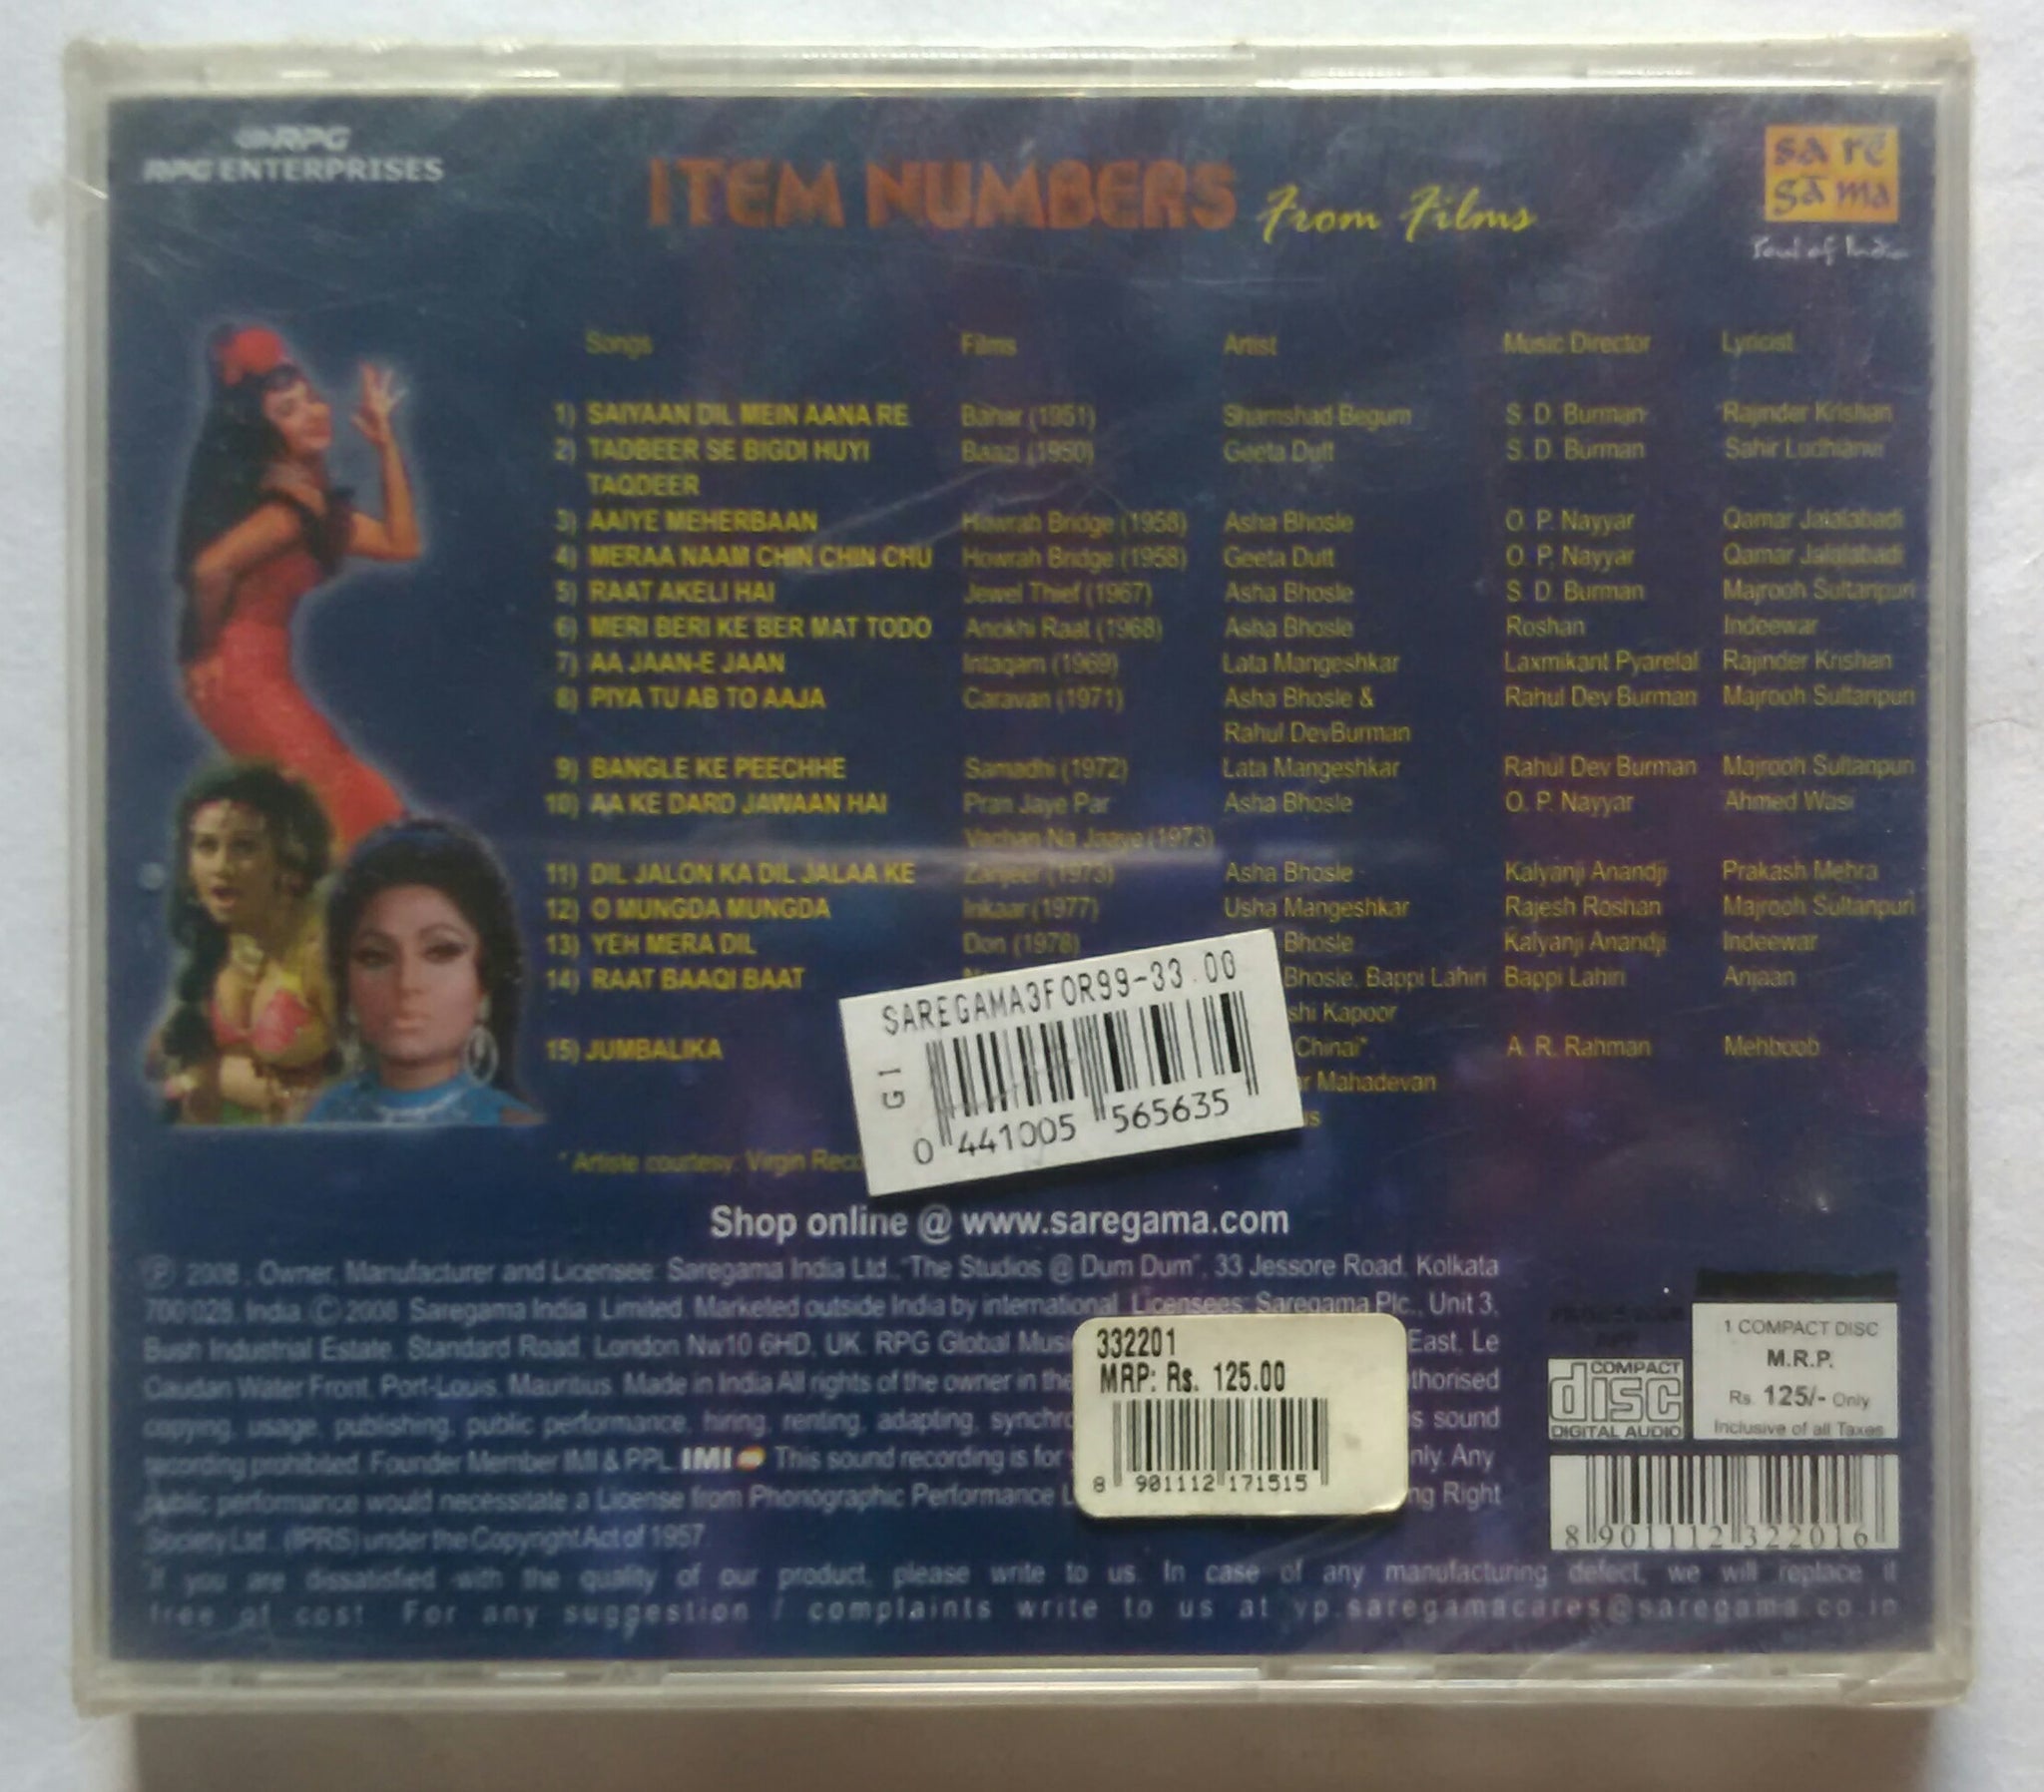 RPG
RPG ENTERPRISES
ITEM NUMBERS From Films
sa re
ga ma
Soul of India
Songs Films Artist Music Director Lyricist
1) SAIYAAN DIL MEIN AANA RE Bahar (1951) Shamshad Begum S. D. Burman Rajinder Krishan
2) TADBEER SE BIGDI HUYI Baazi (1950) Geeta Dutt S. D. Burman Sahir Ludhianvi
TAQDEER
3) AAIYE MEHERBAAN Howrah Bridge (1958) Asha Bhosle O. P. Nayyar Qamar Jalalabadi
4) MERAA NAAM CHIN CHIN CHU Howrah Bridge (1958) Geeta Dutt O. P. Nayyar Qamar Jalalabadi
5) RAAT AKELI HAI Jewel Thief (1967) Asha Bhosle S. D. Burman Majrooh Sultanpuri
6) MERI BERI KE BER MAT TODO Anokhi Raat (1968) Asha Bhosle Roshan Indeewar
7) AA JAAN-E JAAN Intaqam (1969) Lata Mangeshkar Laxmikant Pyarelal Rajinder Krishan
8) PIYA TU AB TO AAJA Caravan (1971) Asha Bhosle & Rahul Dev Burman Majrooh Sultanpuri
Rahul DevBurman
9) BANGLE KE PEECHHE Samadhi (1972) Lata Mangeshkar Rahul Dev Burman Majrooh Sultanpuri
10) AA KE DARD JAWAAN HAI Pran Jaye Par Asha Bhosle O. P. Nayyar Ahmed Wasi
Vachan Na Jaaye (1973)
11) DIL JALON KA DIL JALAA KE Zanjeer (1973) Asha Bhosle Kalyanji Anandji Prakash Mehra
12) O MUNGDA MUNGDA Inkaar (1977) Usha Mangeshkar Rajesh Roshan Majrooh Sultanpuri
13) YEH MERA DIL Don (1978) Bhosle Kalyanji Anandji Indeewar
14) RAAT BAAQI BAAT Bhosle, Bappi Lahiri Bappi Lahiri Anjaan
shi Kapoor
15) JUMBALIKA Chinai* A. R. Rahman Mehboob
r Mahadevan
us
* Artiste courtesy: Virgin Reco
SAREGAMA3FOR99-33.00
G1
0 441005 565635
Shop online @ www.saregama.com
Ⓟ 2008. Owner, Manufacturer and Licensee: Saregama India Ltd., "The Studios @ Dum Dum", 33 Jessore Road, Kolkata
700 028, India. © 2008 Saregama India Limited. Marketed outside India by international Licensees: Saregama Plc., Unit 3,
Bush Industrial Estate, Standard Road, London Nw10 6HD, UK. RPG Global Musi East, Le
Caudan Water Front, Port-Louis, Mauritius. Made in India All rights of the owner in the thorised
copying, usage, publishing, public performance, hiring, renting, adapting, synchro s sound
recording prohibited. Founder Member IMI & PPL IMI This sound recording is for nly. Any
public performance would necessitate a License from Phonographic Performance L ng Right
Society Ltd., (IPRS) under the Copyright Act of 1957.
If you are dissatisfied with the quality of our product, please write to us. In case of any manufacturing defect, we will replace it
free of cost. For any suggestion / complaints write to us at vp.saregamacares@saregama.co.in
332201
MRP: Rs. 125.00
8 901112 171515
COMPACT
disc
DIGITAL AUDIO
1 COMPACT DISC
M.R.P.
Rs. 125/- Only
Inclusive of all Taxes
8 901112 322016